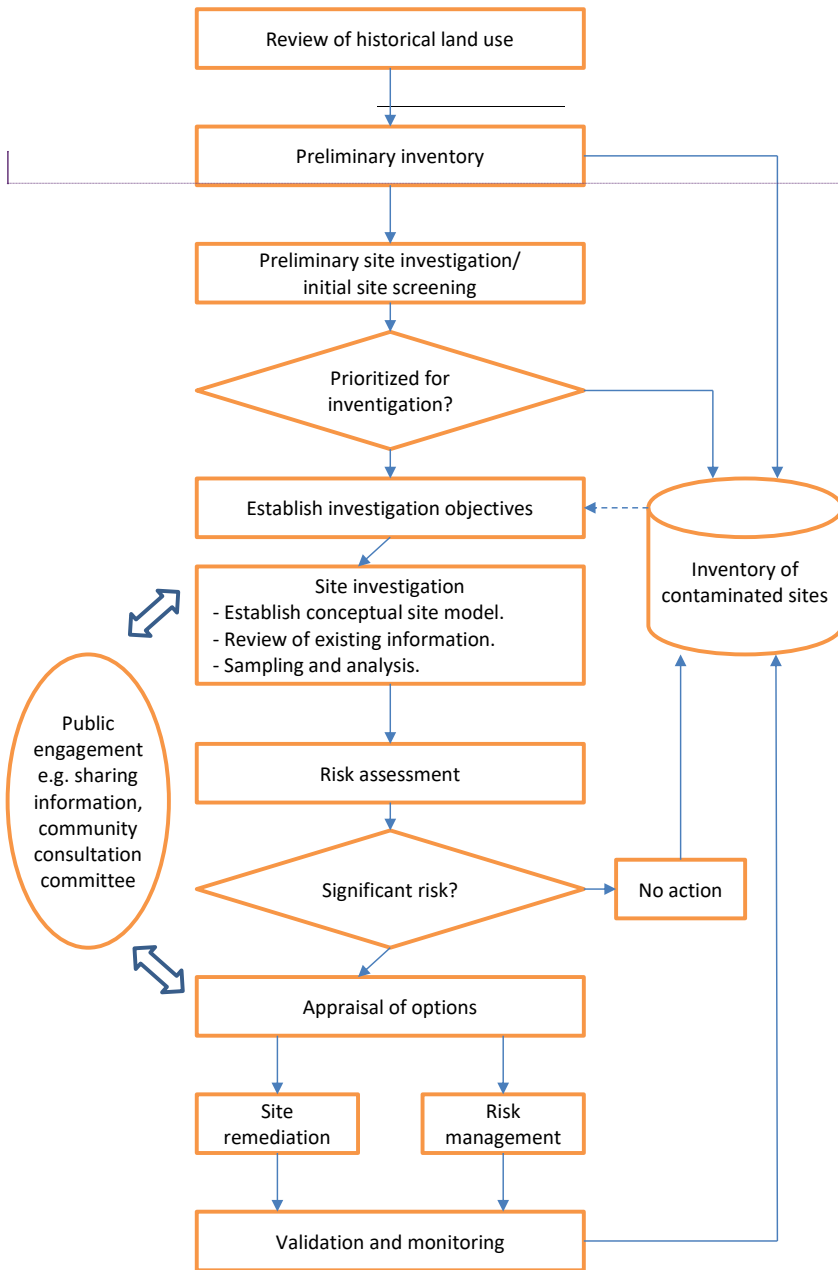 Review of historical land use
Preliminary inventory
Preliminary site investigation/
initial site screening
Prioritized for
inventigation?
Establish investigation objectives
Site investigation
- Establish conceptual site model.
- Review of existing information.
- Sampling and analysis.
Inventory of
contaminated sites
Public
engagement
e.g. sharing
information,
community
consultation
committee
Risk assessment
Significant risk?
No action
Appraisal of options
Site
remediation
Risk
management
Validation and monitoring